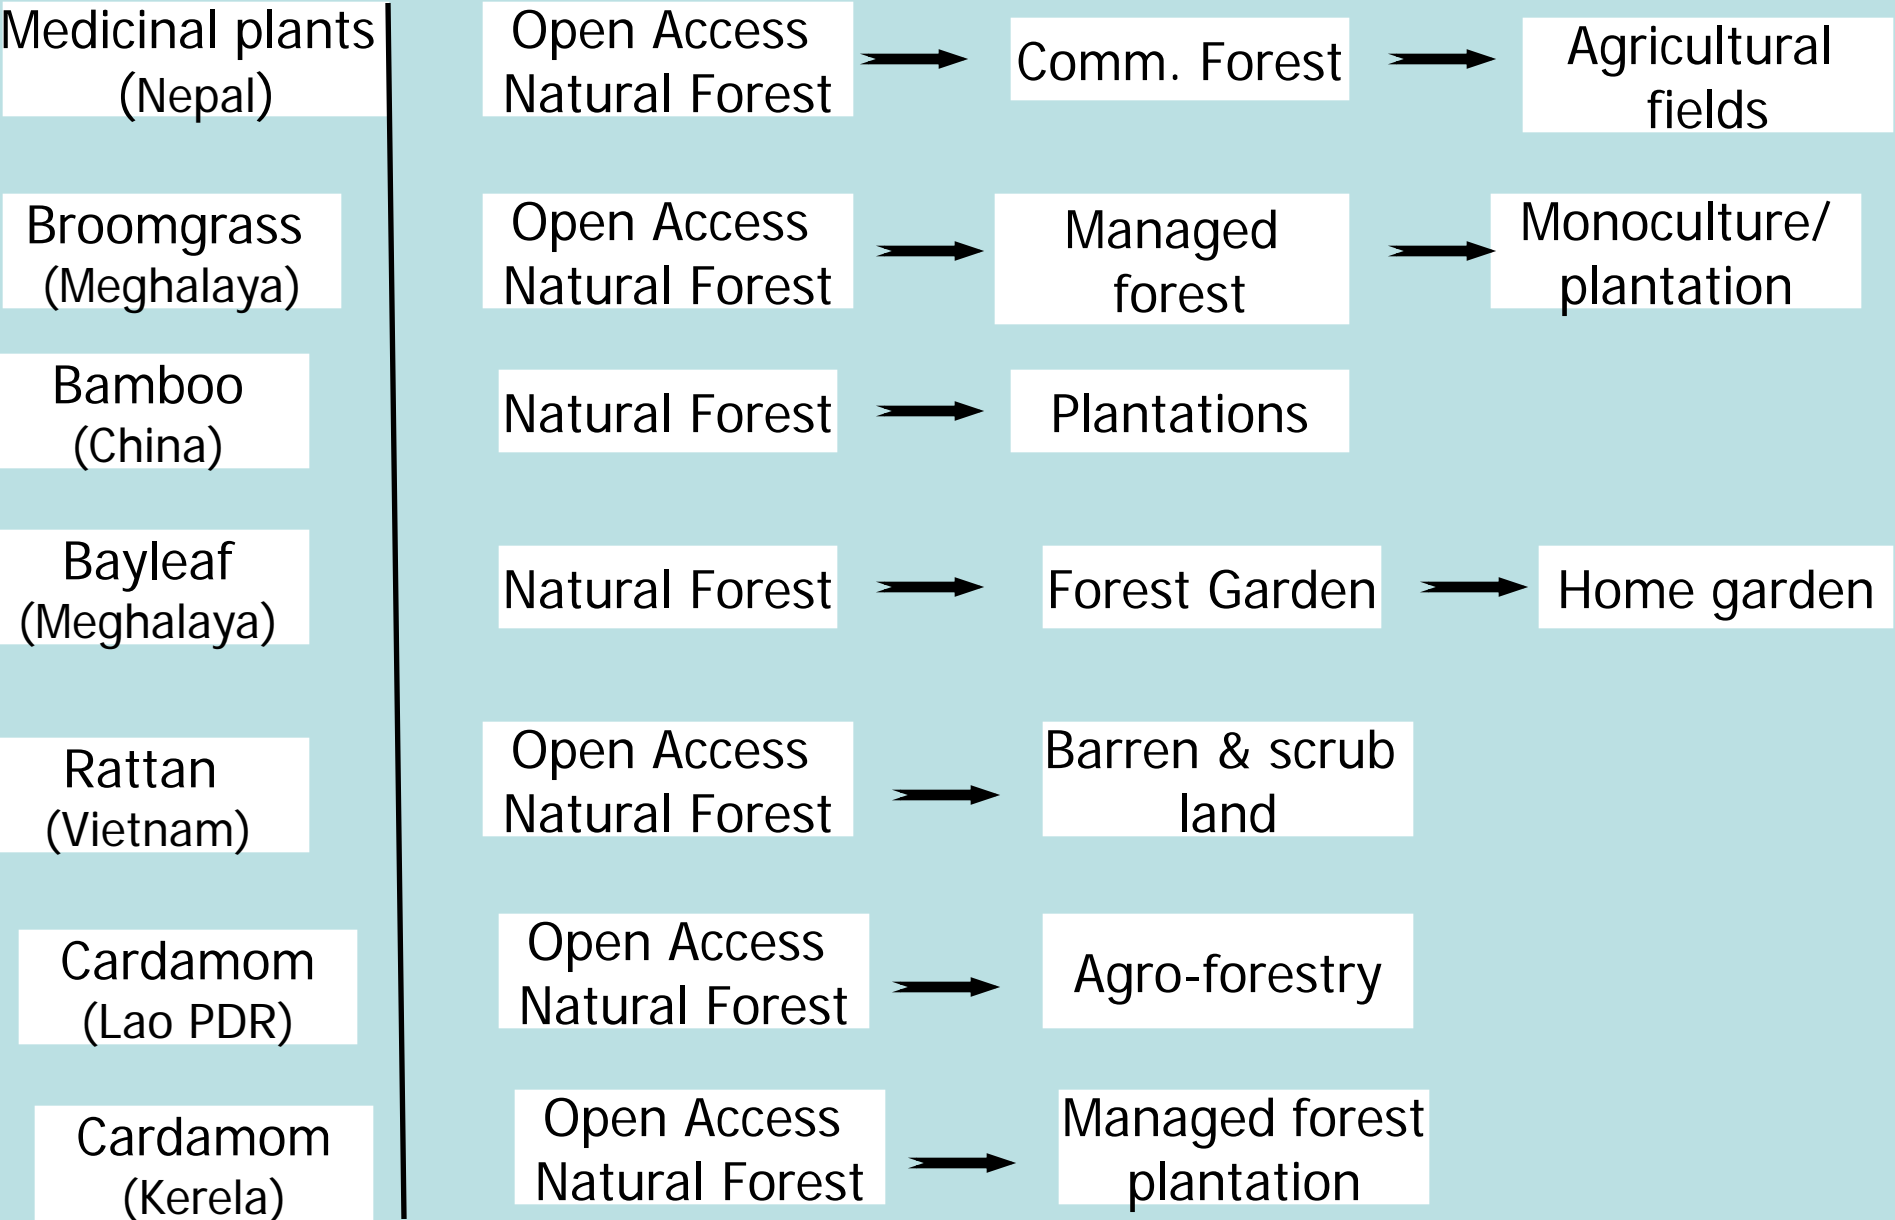 Medicinal plants
(Nepal)
Open Access
Natural Forest
Comm. Forest
Agricultural
fields
Broomgrass
(Meghalaya)
Open Access
Natural Forest
Managed
forest
Monoculture/
plantation
Bamboo
(China)
Natural Forest
Plantations
Bayleaf
(Meghalaya)
Natural Forest
Forest Garden
Home garden
Rattan
(Vietnam)
Open Access
Natural Forest
Barren & scrub
land
Cardamom
(Lao PDR)
Open Access
Natural Forest
Agro-forestry
Cardamom
(Kerela)
Open Access
Natural Forest
Managed forest
plantation